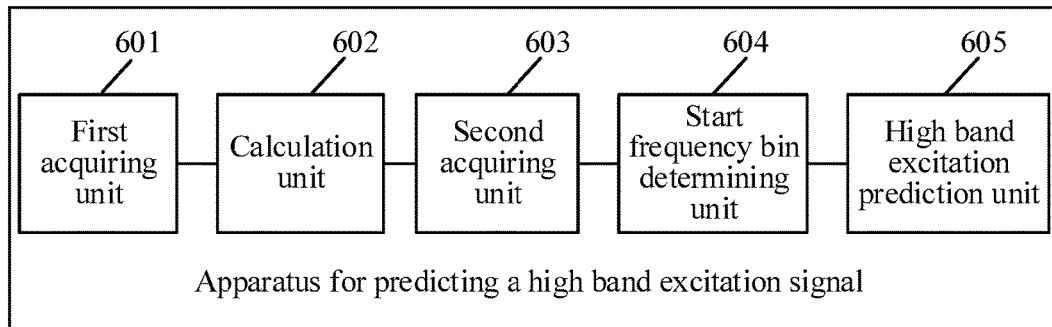 601 602 603 604 605
First
acquiring
unit
Calculation
unit
Second
acquiring
unit
Start
frequency bin
determining
unit
High band
excitation
prediction unit
Apparatus for predicting a high band excitation signal